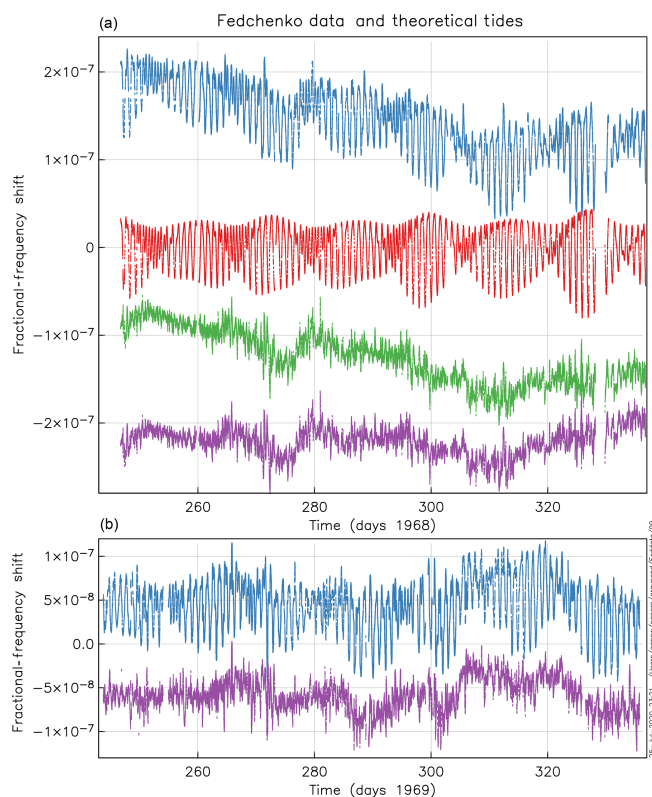 Fedchenko data and theoretical tides
(a)
2×10⁻⁷
1×10⁻⁷
0
−1×10⁻⁷
−2×10⁻⁷
Fractional-frequency shift
260 280 300 320
Time (days 1968)
(b)
1×10⁻⁷
5×10⁻⁸
0.0
−5×10⁻⁸
−1×10⁻⁷
Fractional-frequency shift
260 280 300 320
Time (days 1969)